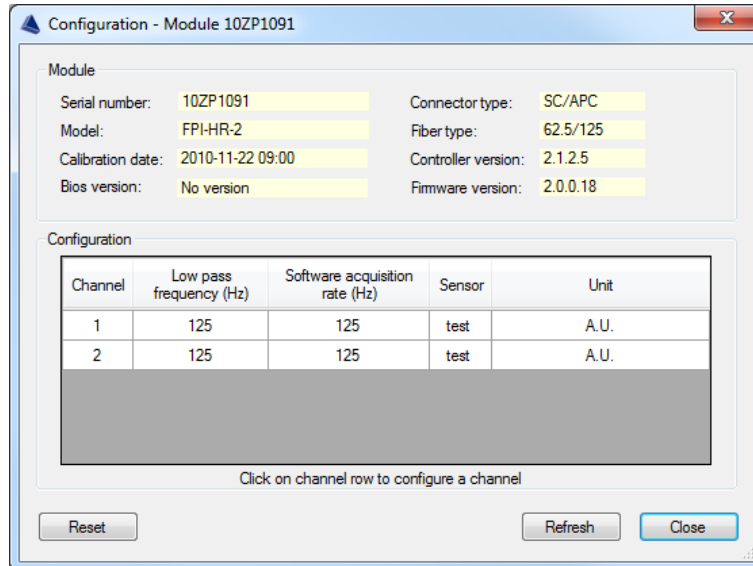 Configuration - Module 10ZP1091
Module
Serial number: 10ZP1091 Connector type: SC/APC
Model: FPI-HR-2 Fiber type: 62.5/125
Calibration date: 2010-11-22 09:00 Controller version: 2.1.2.5
Bios version: No version Firmware version: 2.0.0.18
Configuration
Channel Low pass frequency (Hz) Software acquisition rate (Hz) Sensor Unit
1 125 125 test A.U.
2 125 125 test A.U.
Click on channel row to configure a channel
Reset Refresh Close